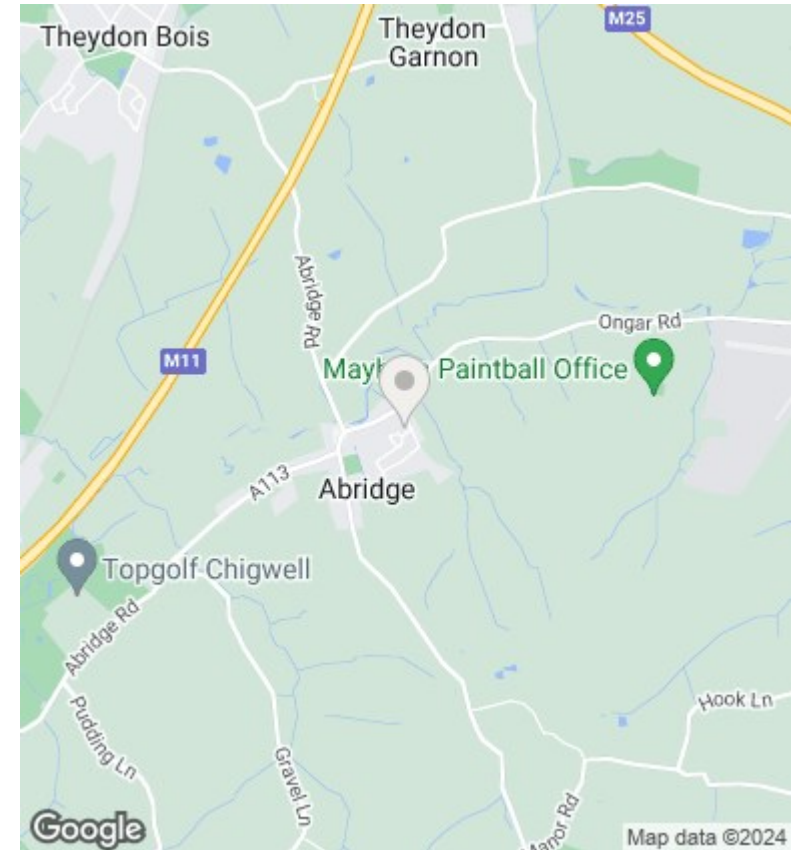 Theydon Bois
Theydon
Garnon
M25
Abridge Rd
M11
Ongar Rd
Paintball Office
A113
Abridge
Topgolf Chigwell
Abridge Rd
Pudding Ln
Gravel Ln
Hook Ln
Manor Rd
Google
Map data ©2024